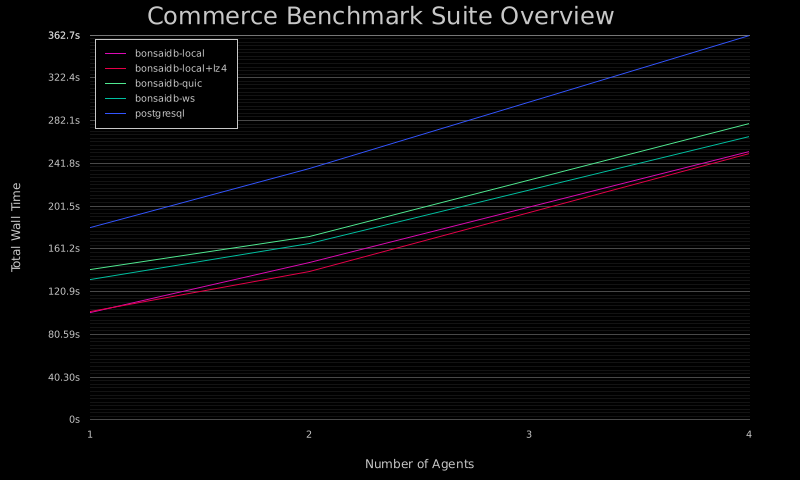 Commerce Benchmark Suite Overview
362.7s
322.4s
282.1s
241.8s
201.5s
161.2s
120.9s
80.59s
40.30s
0s
bonsaidb-local
bonsaidb-local+lz4
bonsaidb-quic
bonsaidb-ws
postgresql
Total Wall Time
1
2
3
4
Number of Agents